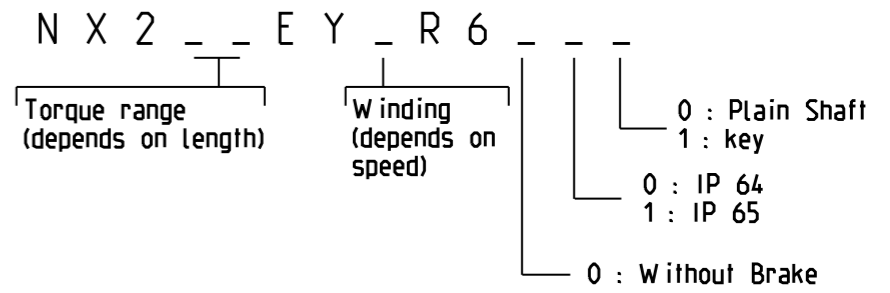 N X 2 _ _ E Y _ R 6 _ _ _
Torque range
(depends on length)
Winding
(depends on
speed)
0 : Plain Shaft
1 : key
0 : IP 64
1 : IP 65
0 : Without Brake